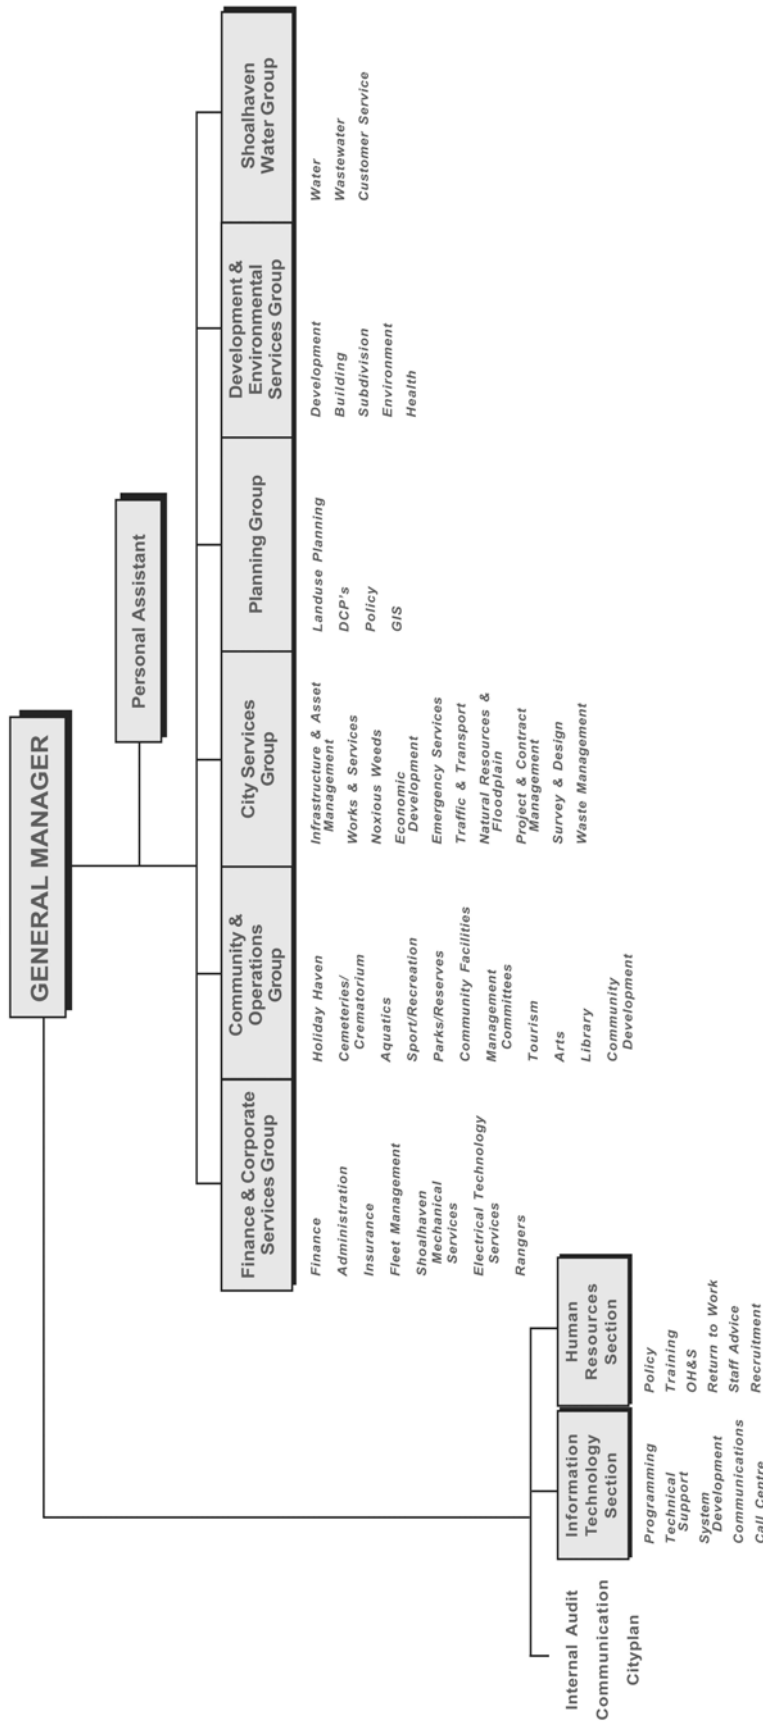 GENERAL MANAGER
Personal Assistant
Finance & Corporate
Services Group
Finance
Administration
Insurance
Fleet Management
Shoalhaven
Mechanical
Services
Electrical Technology
Services
Rangers
Community &
Operations
Group
Holiday Haven
Cemeteries/
Crematorium
Aquatics
Sport/Recreation
Parks/Reserves
Community Facilities
Management
Committees
Tourism
Arts
Library
Community
Development
City Services
Group
Infrastructure & Asset
Management
Works & Services
Noxious Weeds
Economic
Development
Emergency Services
Traffic & Transport
Natural Resources &
Floodplain
Project & Contract
Management
Survey & Design
Waste Management
Planning Group
Landuse Planning
DCP's
Policy
GIS
Development &
Environmental
Services Group
Development
Building
Subdivision
Environment
Health
Shoalhaven
Water Group
Water
Wastewater
Customer Service
Internal Audit
Communication
Cityplan
Information
Technology
Section
Programming
Technical
Support
System
Development
Communications
Call Centre
Human
Resources
Section
Policy
Training
OH&S
Return to Work
Staff Advice
Recruitment